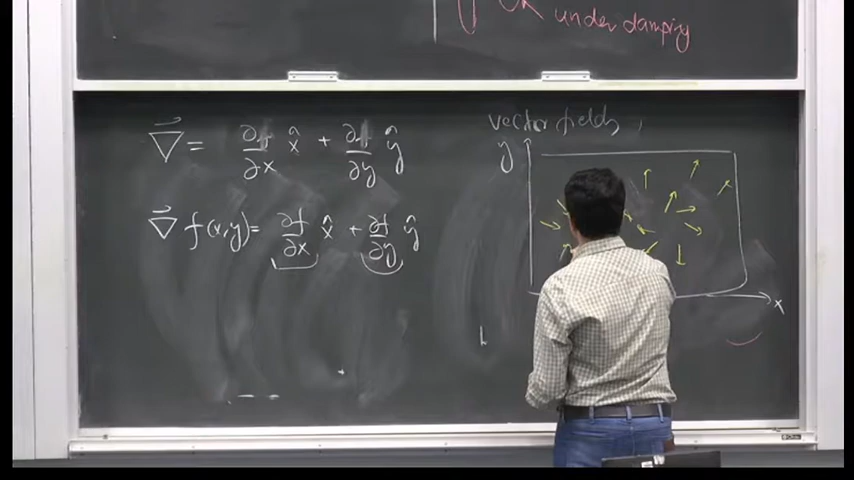 under damping
vector fields,
y
∇⃗ = ∂/∂x x̂ + ∂/∂y ŷ
∇⃗ f(x,y) = ∂f/∂x x̂ + ∂f/∂y ŷ
x